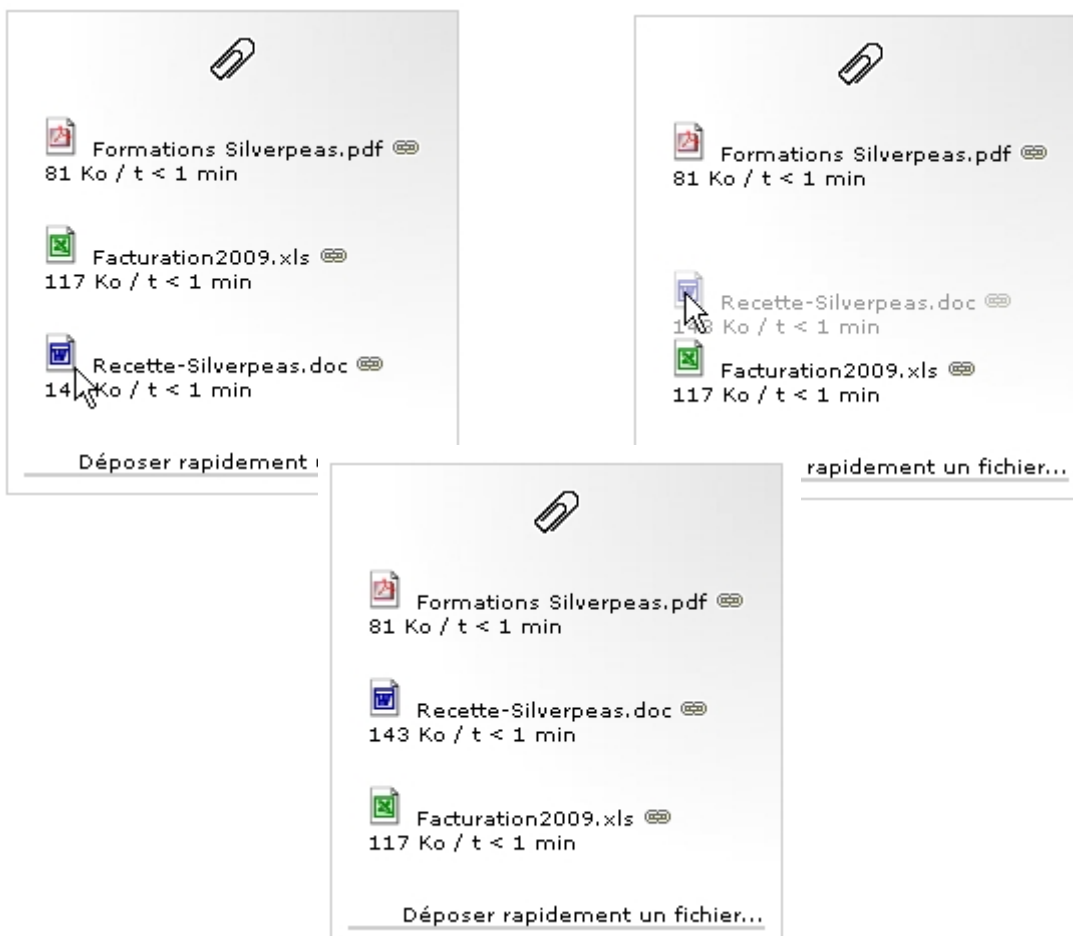 Formations Silverpeas.pdf
81 Ko / t < 1 min
Facturation2009.xls
117 Ko / t < 1 min
Recette-Silverpeas.doc
14 Ko / t < 1 min
Déposer rapidement
Formations Silverpeas.pdf
81 Ko / t < 1 min
Recette-Silverpeas.doc
143 Ko / t < 1 min
Facturation2009.xls
117 Ko / t < 1 min
rapidement un fichier...
Formations Silverpeas.pdf
81 Ko / t < 1 min
Recette-Silverpeas.doc
143 Ko / t < 1 min
Facturation2009.xls
117 Ko / t < 1 min
Déposer rapidement un fichier...